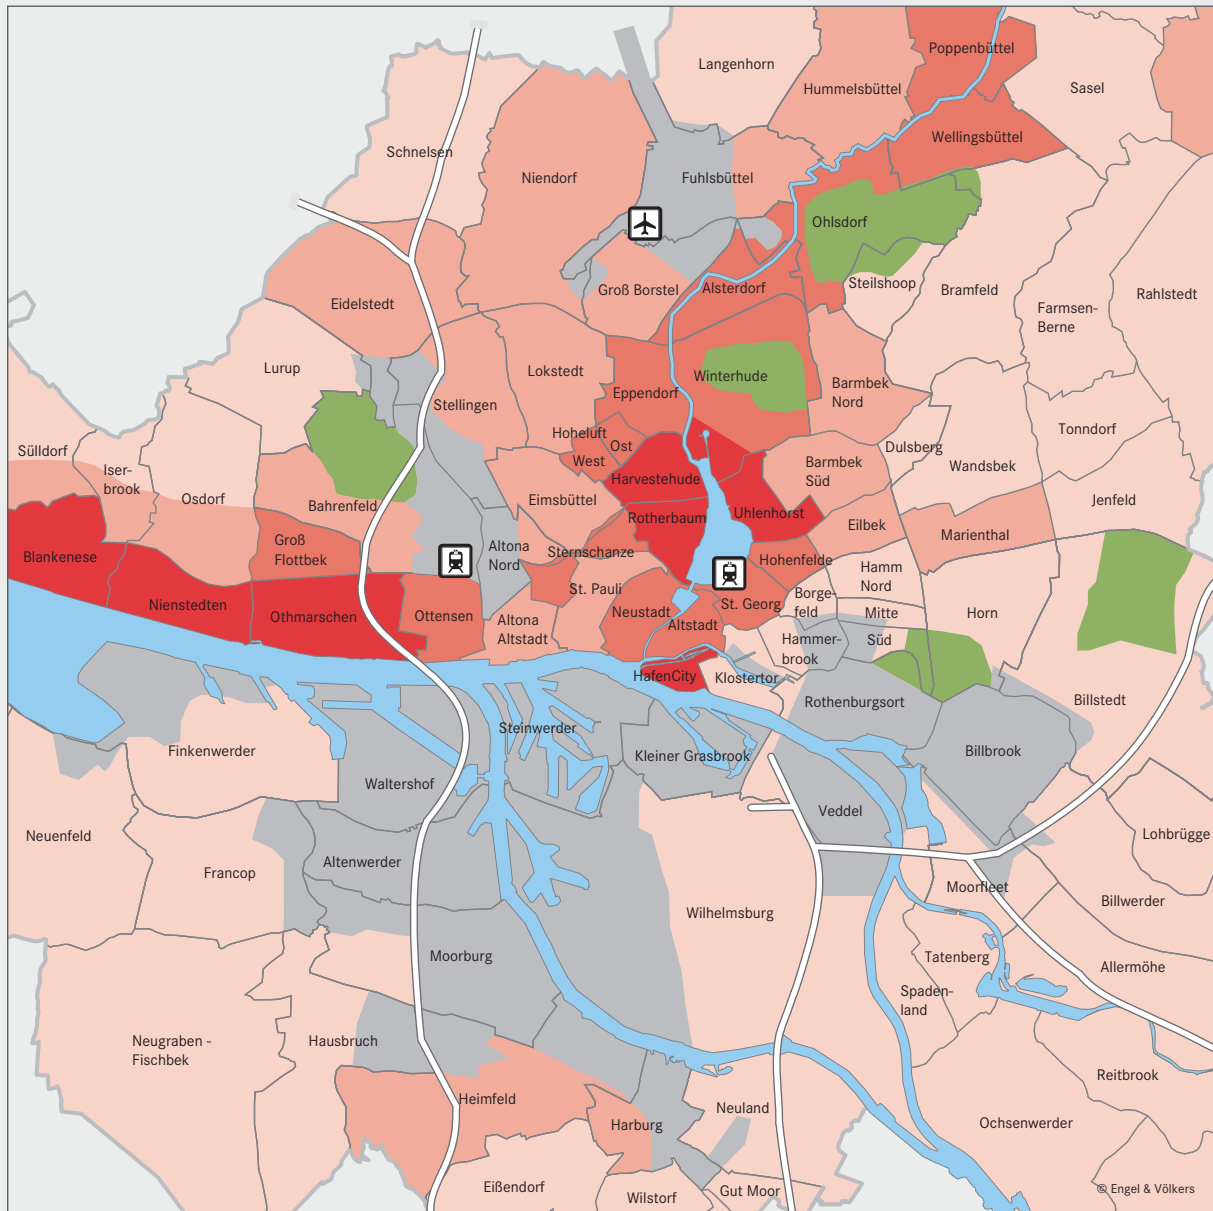 Poppenbüttel
Langenhorn
Hummelsbüttel
Sasel
Wellingsbüttel
Schnelsen
Niendorf
Fuhlsbüttel
Ohlsdorf
Groß Borstel
Alsterdorf
Steilshoop
Bramfeld
Rahlstedt
Eidelstedt
Farmsen-
Berne
Lurup
Lokstedt
Winterhude
Eppendorf
Barmbek
Nord
Stellingen
Hoheluft
Ost
West
Tonndorf
Dulsberg
Wandsbek
Sülldorf
Iser-
brook
Osdorf
Bahrenfeld
Harvestehude
Barmbek
Süd
Jenfeld
Eimsbüttel
Rotherbaum
Uhlenhorst
Eilbek
Marienthal
Groß
Flottbek
Altona
Nord
Sternschanze
Hohenfelde
Blankenese
Hamm
Nord
St. Pauli
Nienstedten
Othmarschen
Ottensen
Altona
Altstadt
Neustadt
Altstadt
St. Georg
Borge-
feld
Mitte
Horn
Süd
Hammer-
brook
HafenCity
Klostertor
Rothenburgsort
Billstedt
Finkenwerder
Steinwerder
Kleiner Grasbrook
Billbrook
Waltershof
Veddel
Neuenfeld
Lohbrügge
Francop
Altenwerder
Moorfleet
Billwerder
Wilhelmsburg
Moorburg
Tatenberg
Allermöhe
Spaden-
land
Neugraben -
Fischbek
Hausbruch
Reitbrook
Heimfeld
Neuland
Harburg
Ochsenwerder
Eißendorf
Wilstorf
Gut Moor
© Engel & Völkers